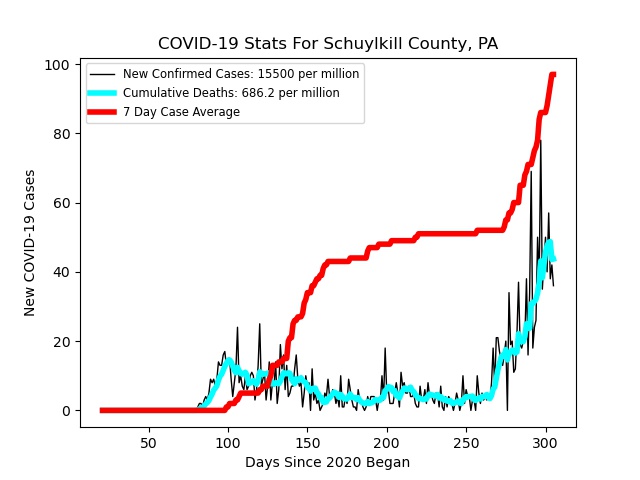 COVID-19 Stats For Schuylkill County, PA
New Confirmed Cases: 15500 per million
Cumulative Deaths: 686.2 per million
7 Day Case Average
New COVID-19 Cases
100
80
60
40
20
0
50 100 150 200 250 300
Days Since 2020 Began